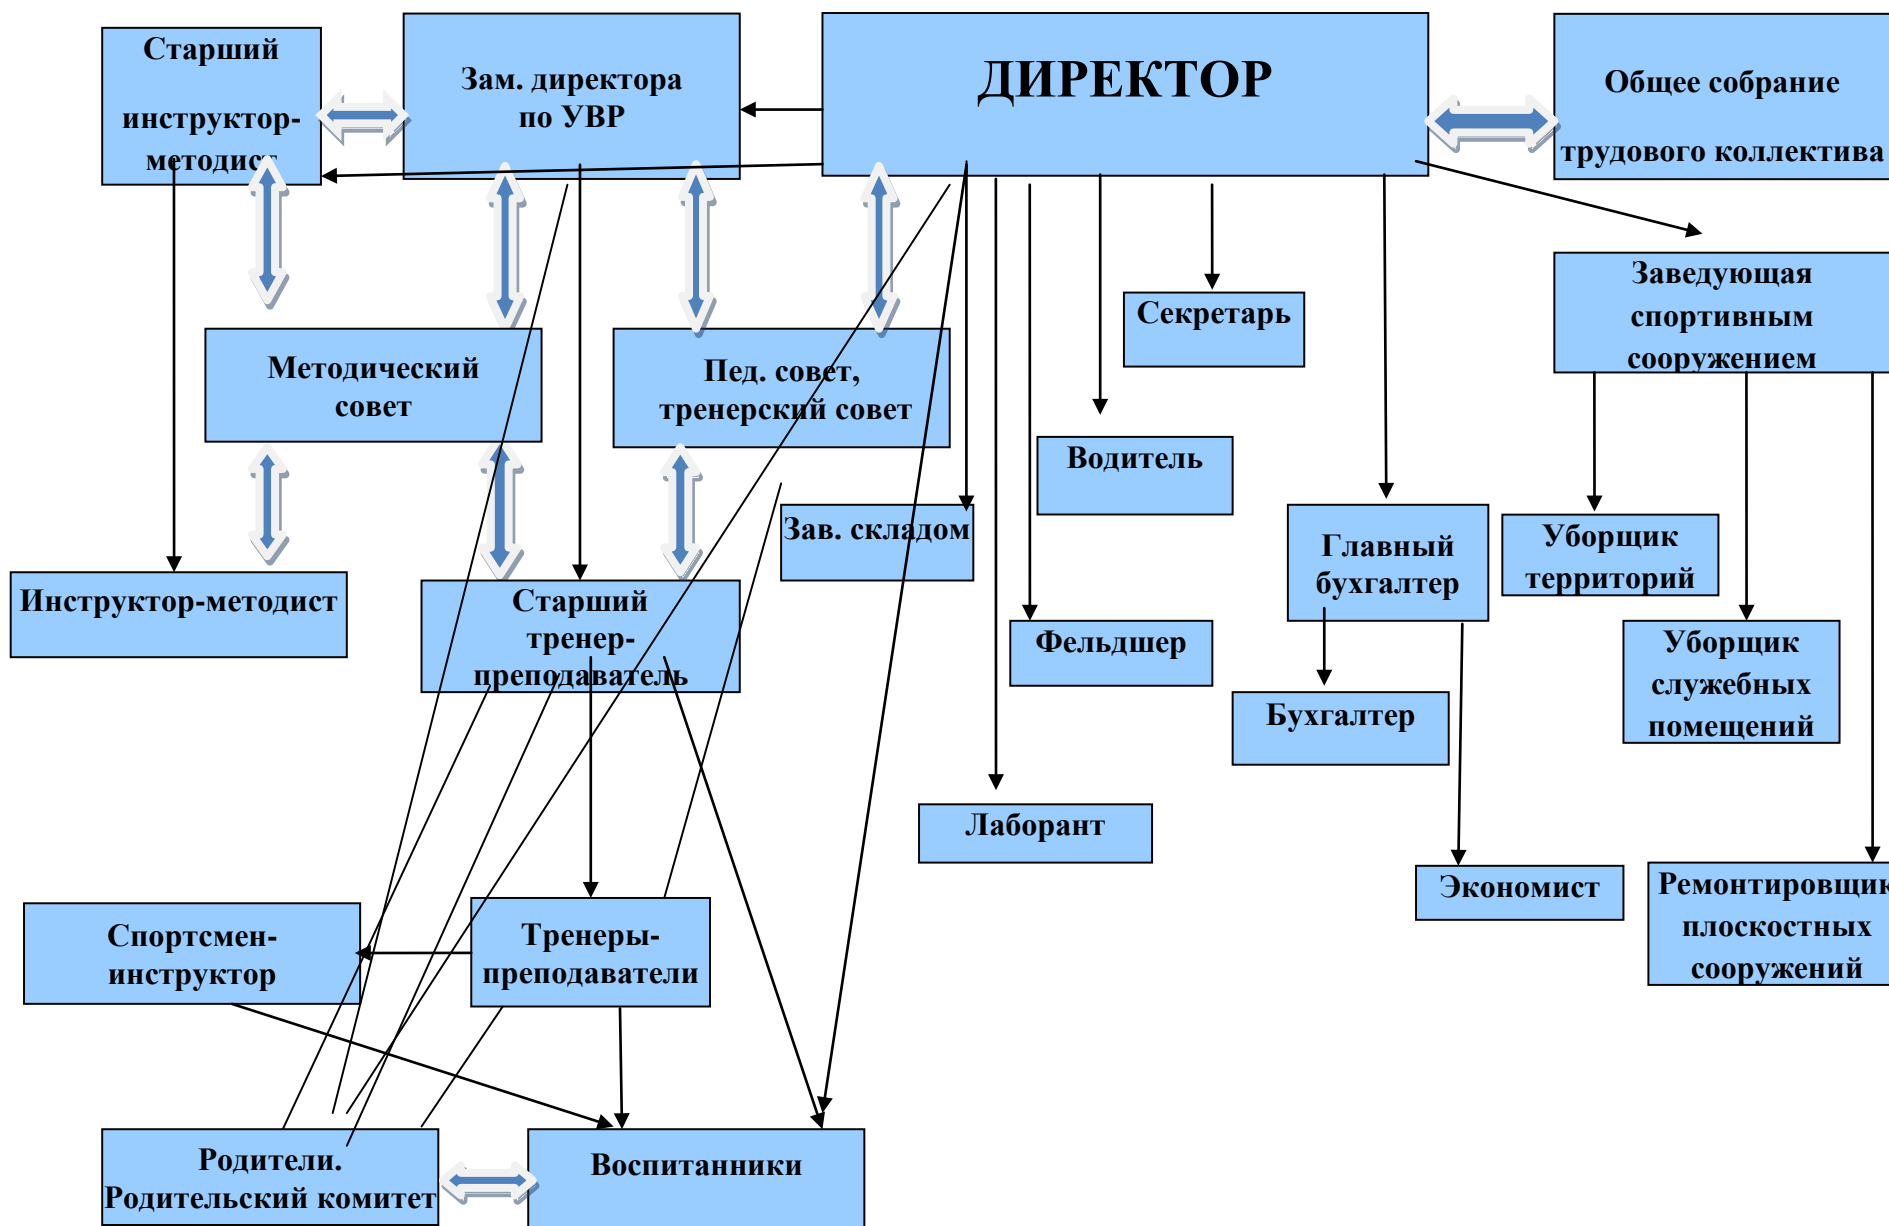 Старший
инструктор-
методист
Зам. директора
по УВР
ДИРЕКТОР
Общее собрание
трудового коллектива
Заведующая
спортивным
сооружением
Секретарь
Методический
совет
Пед. совет,
тренерский совет
Водитель
Зав. складом
Главный
бухгалтер
Уборщик
территорий
Инструктор-методист
Старший
тренер-
преподаватель
Фельдшер
Уборщик
служебных
помещений
Бухгалтер
Лаборант
Экономист
Ремонтировщик
плоскостных
сооружений
Спортсмен-
инструктор
Тренеры-
преподаватели
Родители.
Родительский комитет
Воспитанники